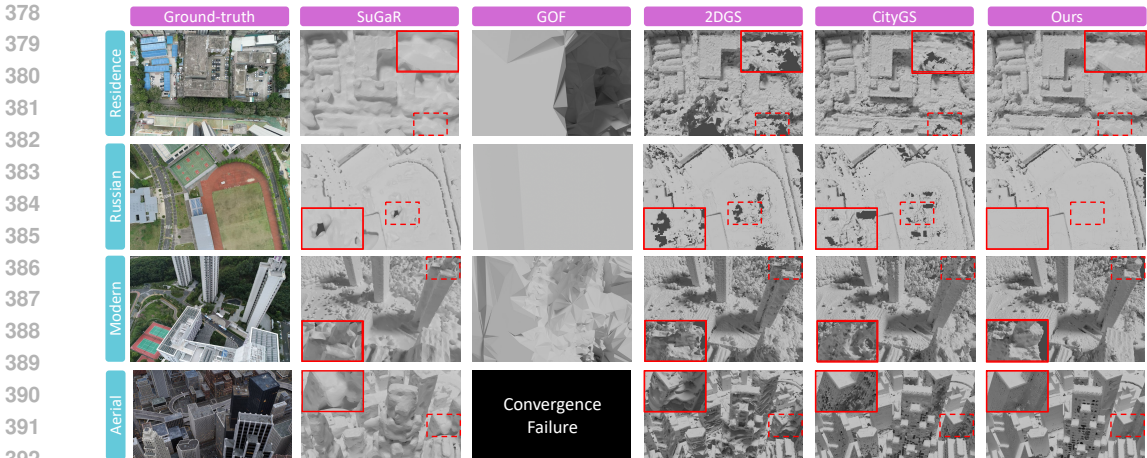 378
Ground-truth SuGaR GOF 2DGS CityGS Ours
379
Residence
380
381
382
383
Russian
384
385
386
Modern
387
388
389
390
Aerial
Convergence
Failure
391
392